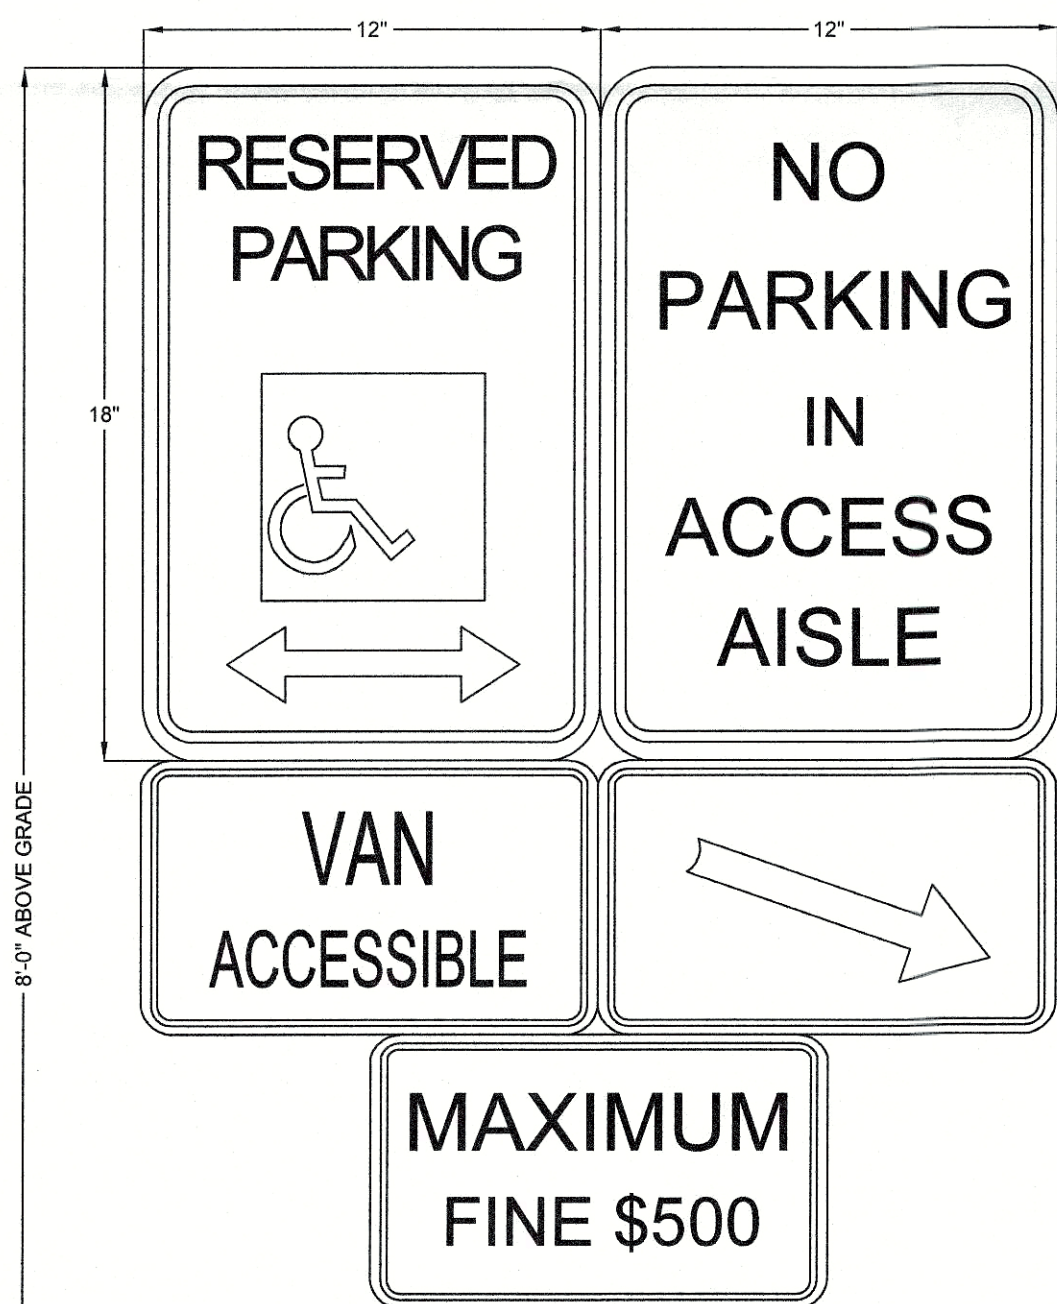 12"
12"
18"
8'-0" ABOVE GRADE
RESERVED
PARKING
NO
PARKING
IN
ACCESS
AISLE
VAN
ACCESSIBLE
MAXIMUM
FINE $500